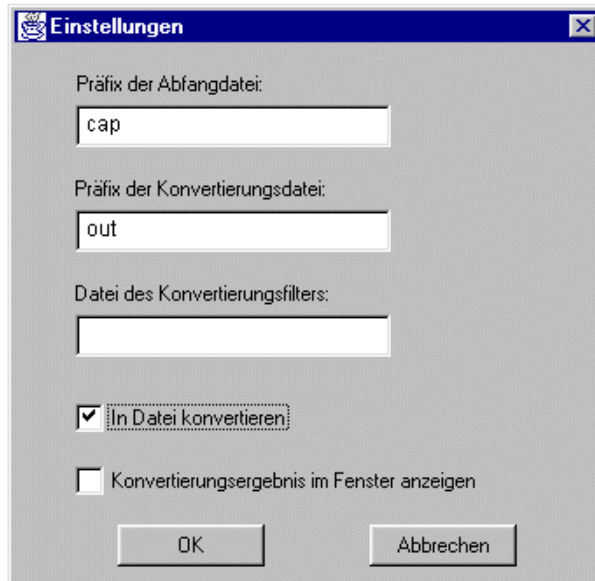 Einstellungen
Präfix der Abfangdatei:
cap
Präfix der Konvertierungsdatei:
out
Datei des Konvertierungsfilters:
In Datei konvertieren
Konvertierungsergebnis im Fenster anzeigen
OK Abbrechen